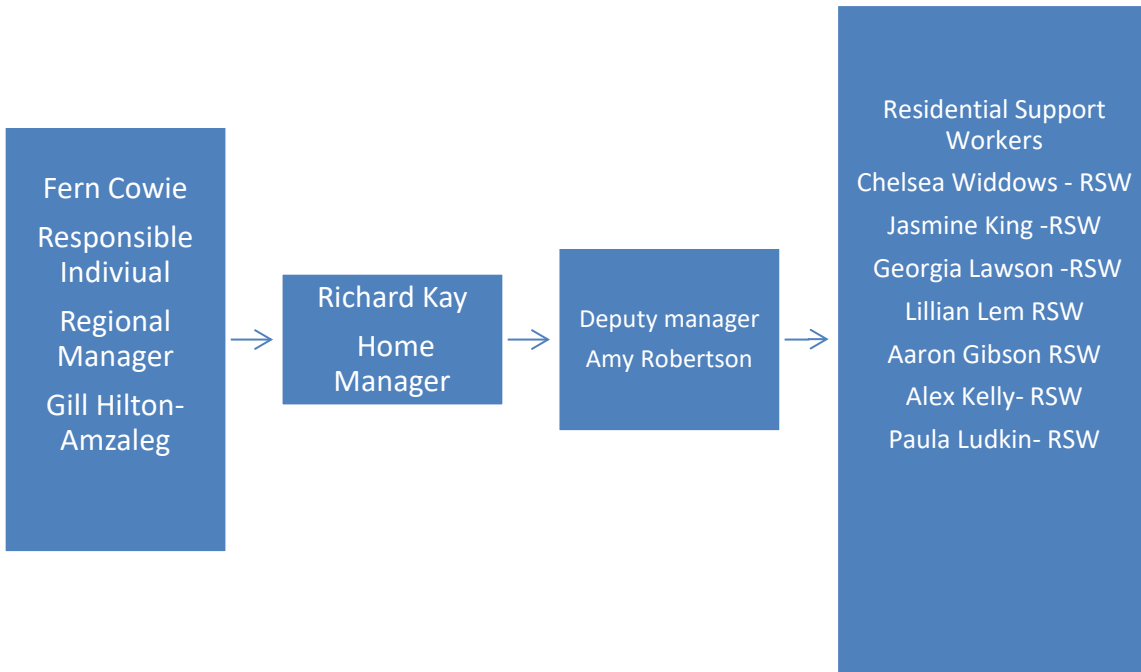 Fern Cowie
Responsible
Indiviual
Regional
Manager
Gill Hilton-
Amzaleg
Richard Kay
Home
Manager
Deputy manager
Amy Robertson
Residential Support
Workers
Chelsea Widdows - RSW
Jasmine King -RSW
Georgia Lawson -RSW
Lillian Lem RSW
Aaron Gibson RSW
Alex Kelly- RSW
Paula Ludkin- RSW